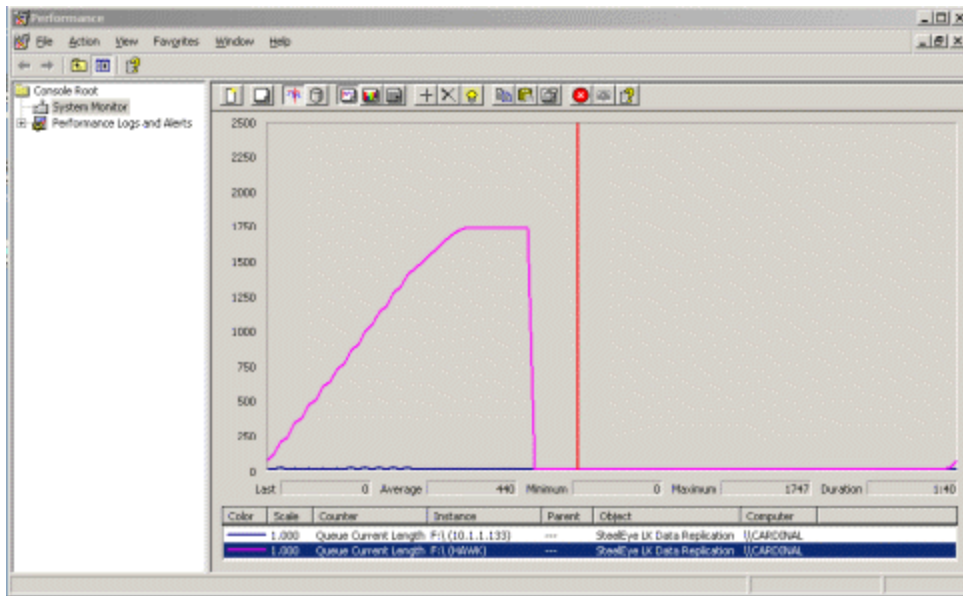 Performance
File Action View Favorites Window Help
Console Root
System Monitor
Performance Logs and Alerts
2500
2250
2000
1750
1500
1250
1000
750
500
250
0
Last 0 Average 440 Minimum 0 Maximum 1747 Duration 1:40
Color Scale Counter Instance Parent Object Computer
1.000 Queue Current Length F:\ (10.1.1.133) --- SteelEye LK Data Replication \\CARDINAL
1.000 Queue Current Length F:\ (HAWK) --- SteelEye LK Data Replication \\CARDINAL